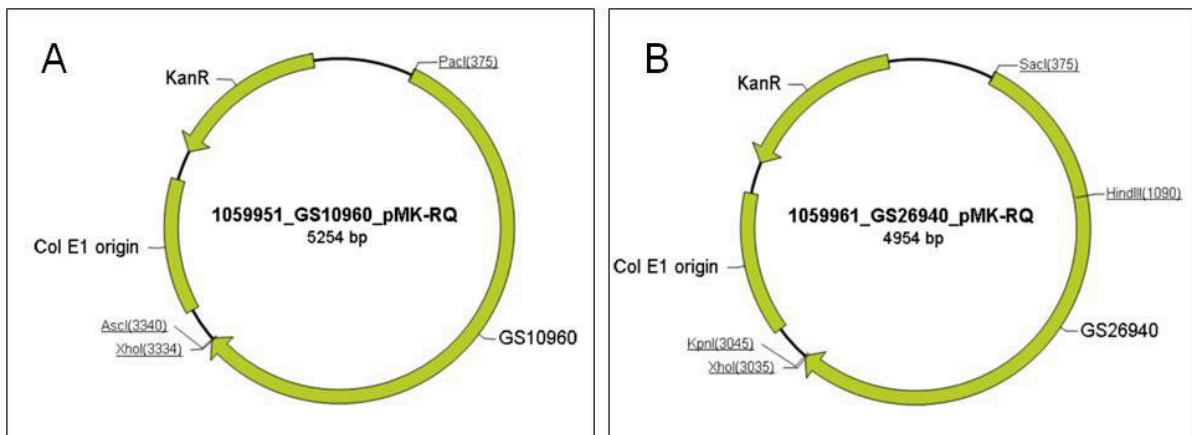 A
KanR
PacI(375)
1059951_GS10960_pMK-RQ
5254 bp
Col E1 origin
AscI(3340)
XhoI(3334)
GS10960
B
KanR
SacI(375)
HindIII(1090)
1059961_GS26940_pMK-RQ
4954 bp
Col E1 origin
KpnI(3045)
XhoI(3035)
GS26940